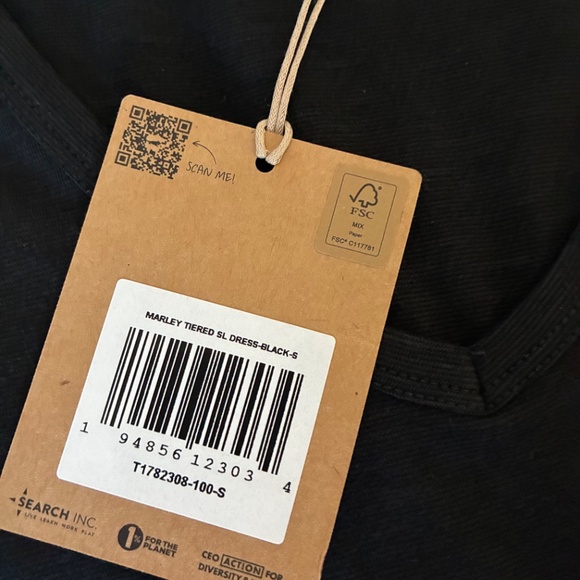 SCAN ME!
FSC
MIX
Paper
FSC® C117781
MARLEY TIERED SL DRESS-BLACK-S
1 94856 12303 4
T1782308-100-S
SEARCH INC.
LIVE LEARN MORE PLAY
1% FOR THE
PLANET
CEO ACTION FOR
DIVERSITY &